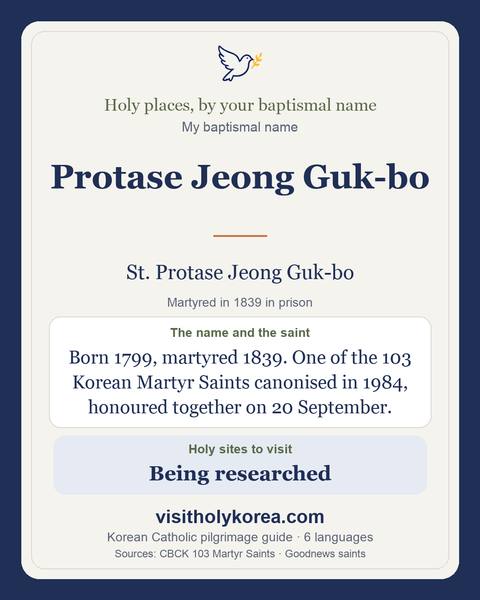 Holy places, by your baptismal name
My baptismal name
Protase Jeong Guk-bo
St. Protase Jeong Guk-bo
Martyred in 1839 in prison
The name and the saint
Born 1799, martyred 1839. One of the 103
Korean Martyr Saints canonised in 1984,
honoured together on 20 September.
Holy sites to visit
Being researched
visitholykorea.com
Korean Catholic pilgrimage guide · 6 languages
Sources: CBCK 103 Martyr Saints · Goodnews saints